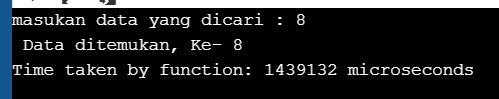 masukan data yang dicari : 8
Data ditemukan, Ke- 8
Time taken by function: 1439132 microseconds